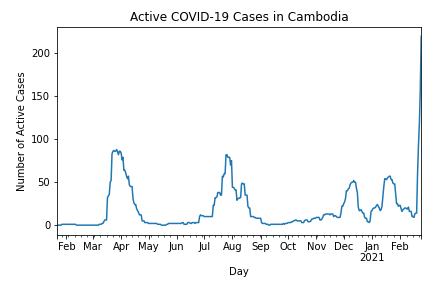 Active COVID-19 Cases in Cambodia
Number of Active Cases
200
150
100
50
0
Feb Mar Apr May Jun Jul Aug Sep Oct Nov Dec Jan Feb
2021
Day